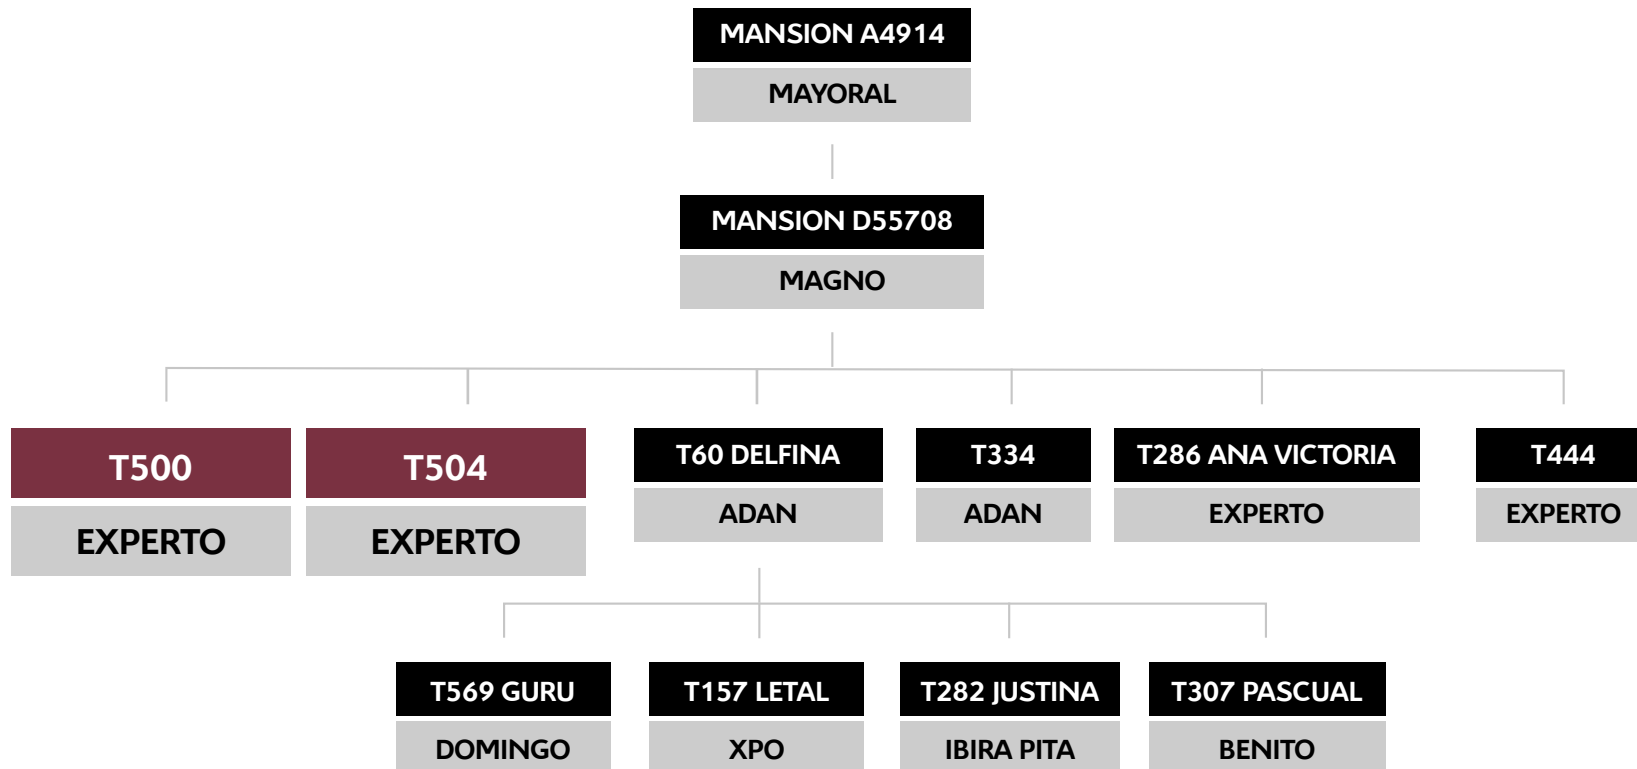 MANSION A4914
MAYORAL
MANSION D55708
MAGNO
T500
EXPERTO
T504
EXPERTO
T60 DELFINA
ADAN
T334
ADAN
T286 ANA VICTORIA
EXPERTO
T444
EXPERTO
T569 GURU
DOMINGO
T157 LETAL
XPO
T282 JUSTINA
IBIRA PITA
T307 PASCUAL
BENITO